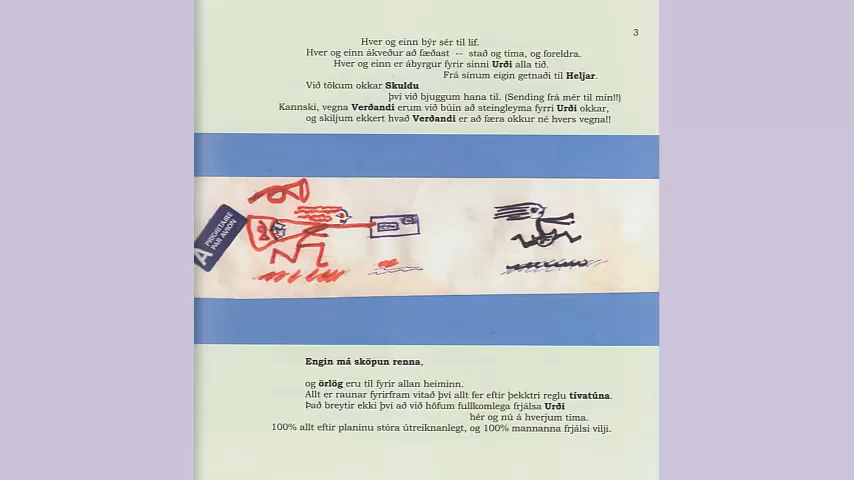 3
Hver og einn býr sér til líf.
Hver og einn ákveður að fæðast -- stað og tíma, og foreldra.
Hver og einn er ábyrgur fyrir sinni Urði alla tíð.
Frá sínum eigin getnaði til Heljar.
Við tökum okkar Skuldu
því við bjuggum hana til. (Sending frá mér til mín!!)
Kannski, vegna Verðandi erum við búin að steingleyma fyrri Urði okkar,
og skiljum ekkert hvað Verðandi er að færa okkur né hvers vegna!!
A PRIORITAIRE
PAR AVION
Engin má sköpun renna,
og örlög eru til fyrir allan heiminn.
Allt er raunar fyrirfram vitað því allt fer eftir þekktri reglu tívatúna.
Það breytir ekki því að við höfum fullkomlega frjálsa Urði
hér og nú á hverjum tíma.
100% allt eftir planinu stóra útreiknanlegt, og 100% mannanna frjálsi vilji.